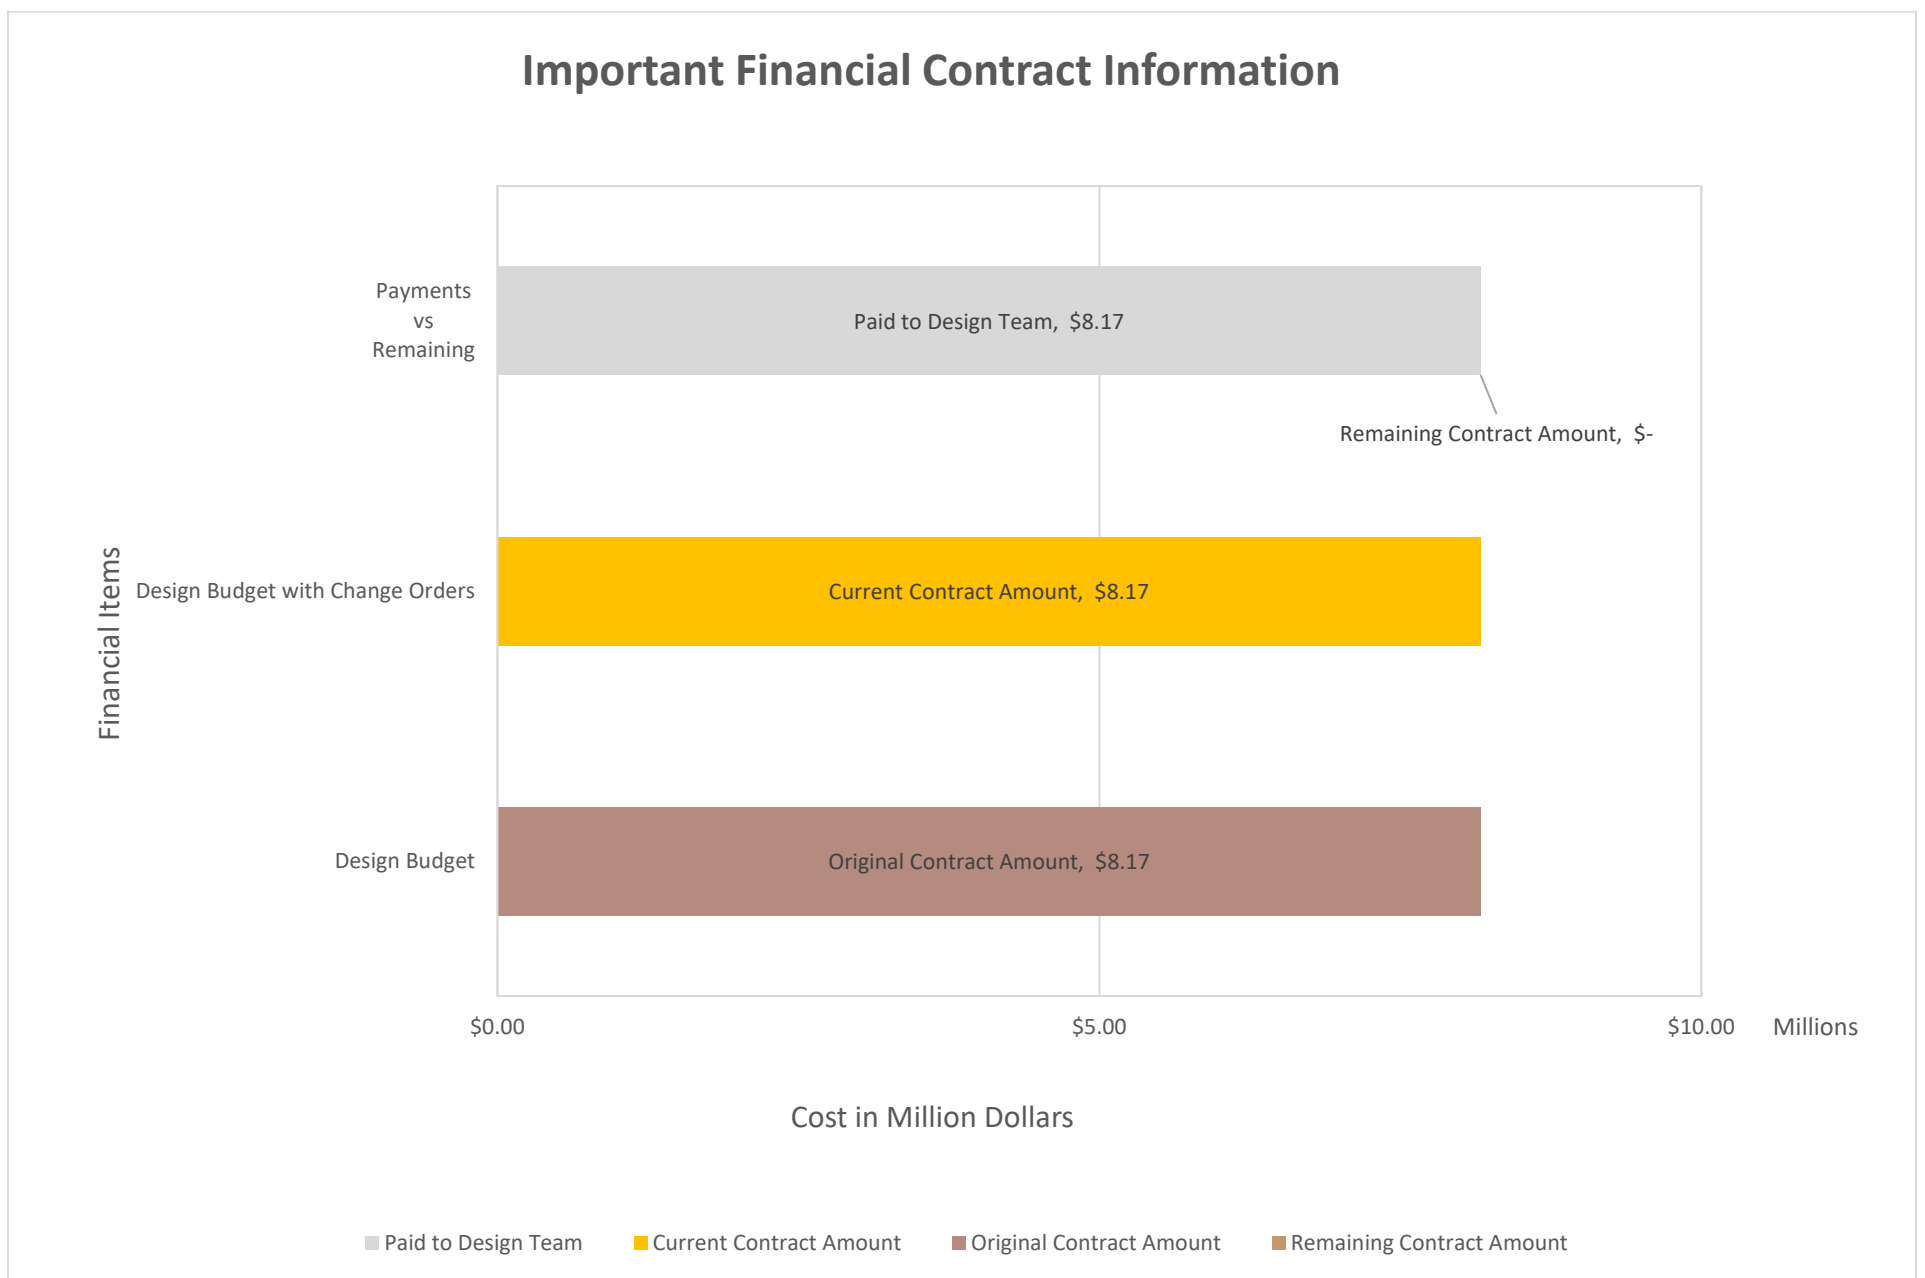 Important Financial Contract Information
Payments
vs
Remaining
Paid to Design Team,  $8.17
Remaining Contract Amount,  $-
Financial Items
Design Budget with Change Orders
Current Contract Amount,  $8.17
Design Budget
Original Contract Amount,  $8.17
$0.00
$5.00
$10.00
Millions
Cost in Million Dollars
Paid to Design Team
Current Contract Amount
Original Contract Amount
Remaining Contract Amount